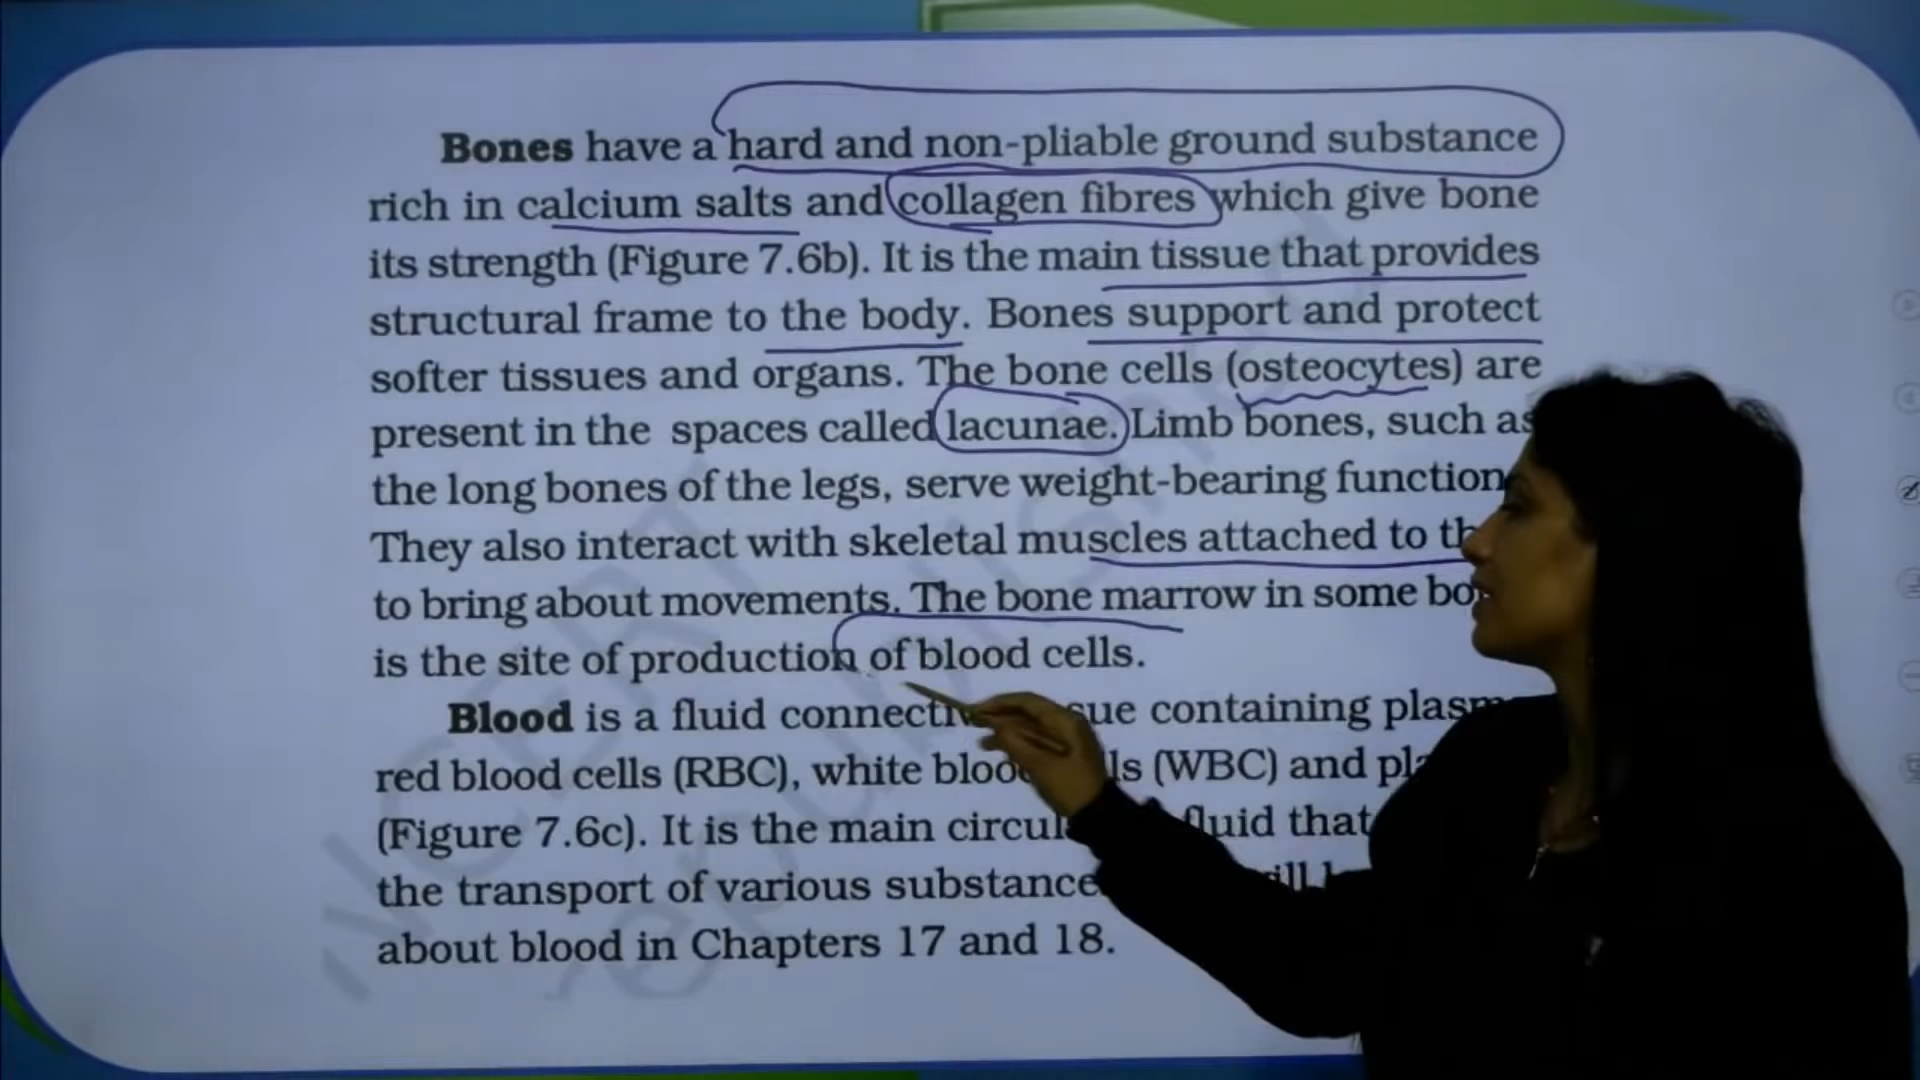 Bones have a hard and non-pliable ground substance
rich in calcium salts and collagen fibres which give bone
its strength (Figure 7.6b). It is the main tissue that provides
structural frame to the body. Bones support and protect
softer tissues and organs. The bone cells (osteocytes) are
present in the spaces called lacunae. Limb bones, such as
the long bones of the legs, serve weight-bearing function
They also interact with skeletal muscles attached to
to bring about movements. The bone marrow in some
is the site of production of blood cells.
Blood is a fluid containing
red blood cells (RBC), white (WBC) and
(Figure 7.6c). It is the main fluid that
the transport of various
about blood in Chapters 17 and 18.